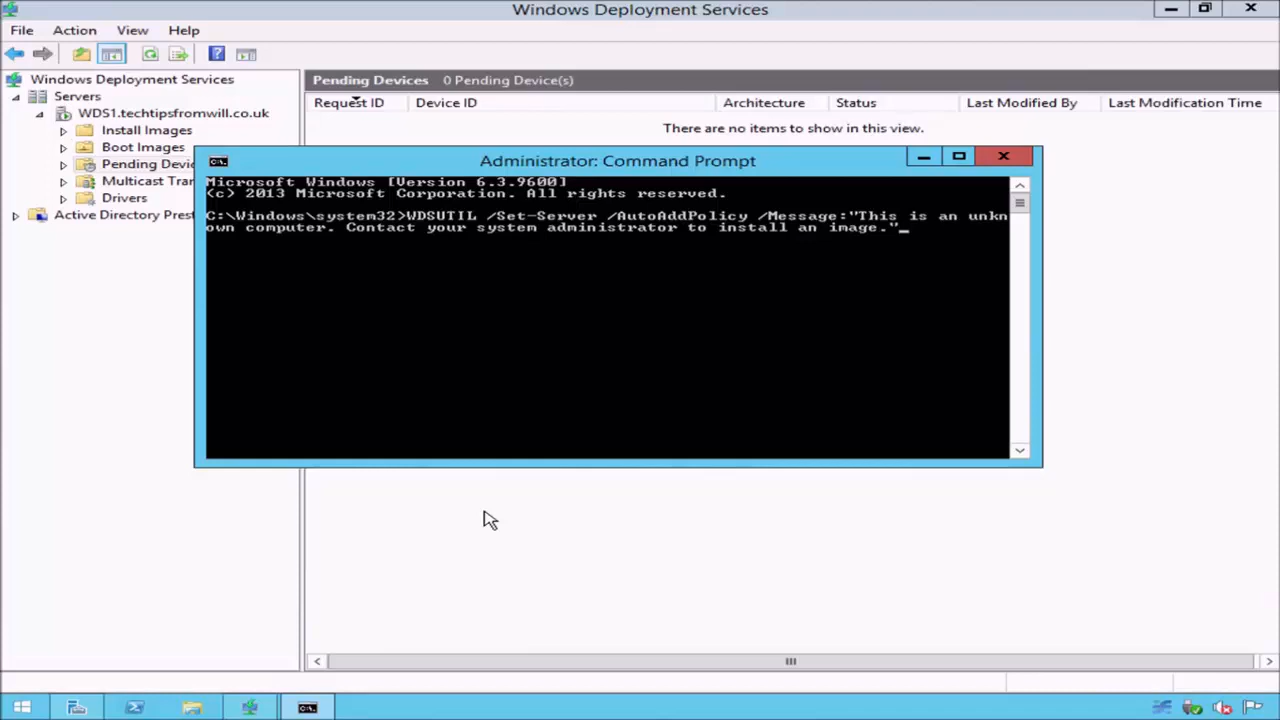 Windows Deployment Services
File Action View Help
Windows Deployment Services
Servers
WDS1.techtipsfromwill.co.uk
Install Images
Boot Images
Pending Devic
Multicast Tran
Drivers
Active Directory Prest
Pending Devices 0 Pending Device(s)
Request ID Device ID Architecture Status Last Modified By Last Modification Time
There are no items to show in this view.
Administrator: Command Prompt
Microsoft Windows [Version 6.3.9600]
(c) 2013 Microsoft Corporation. All rights reserved.
C:\Windows\system32>WDSUTIL /Set-Server /AutoAddPolicy /Message:"This is an unkn
own computer. Contact your system administrator to install an image."_